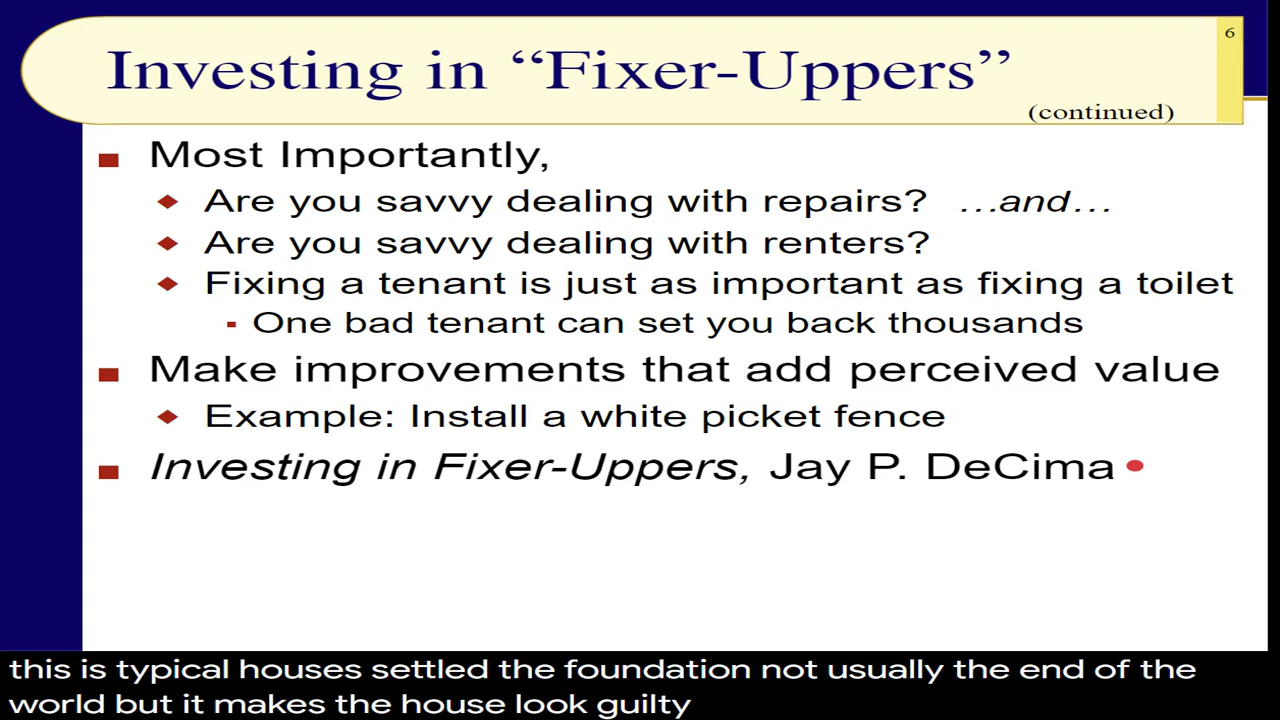 6
Investing in “Fixer-Uppers”
(continued)
Most Importantly,
Are you savvy dealing with repairs? …and…
Are you savvy dealing with renters?
Fixing a tenant is just as important as fixing a toilet
One bad tenant can set you back thousands
Make improvements that add perceived value
Example: Install a white picket fence
Investing in Fixer-Uppers, Jay P. DeCima
this is typical houses settled the foundation not usually the end of the
world but it makes the house look guilty